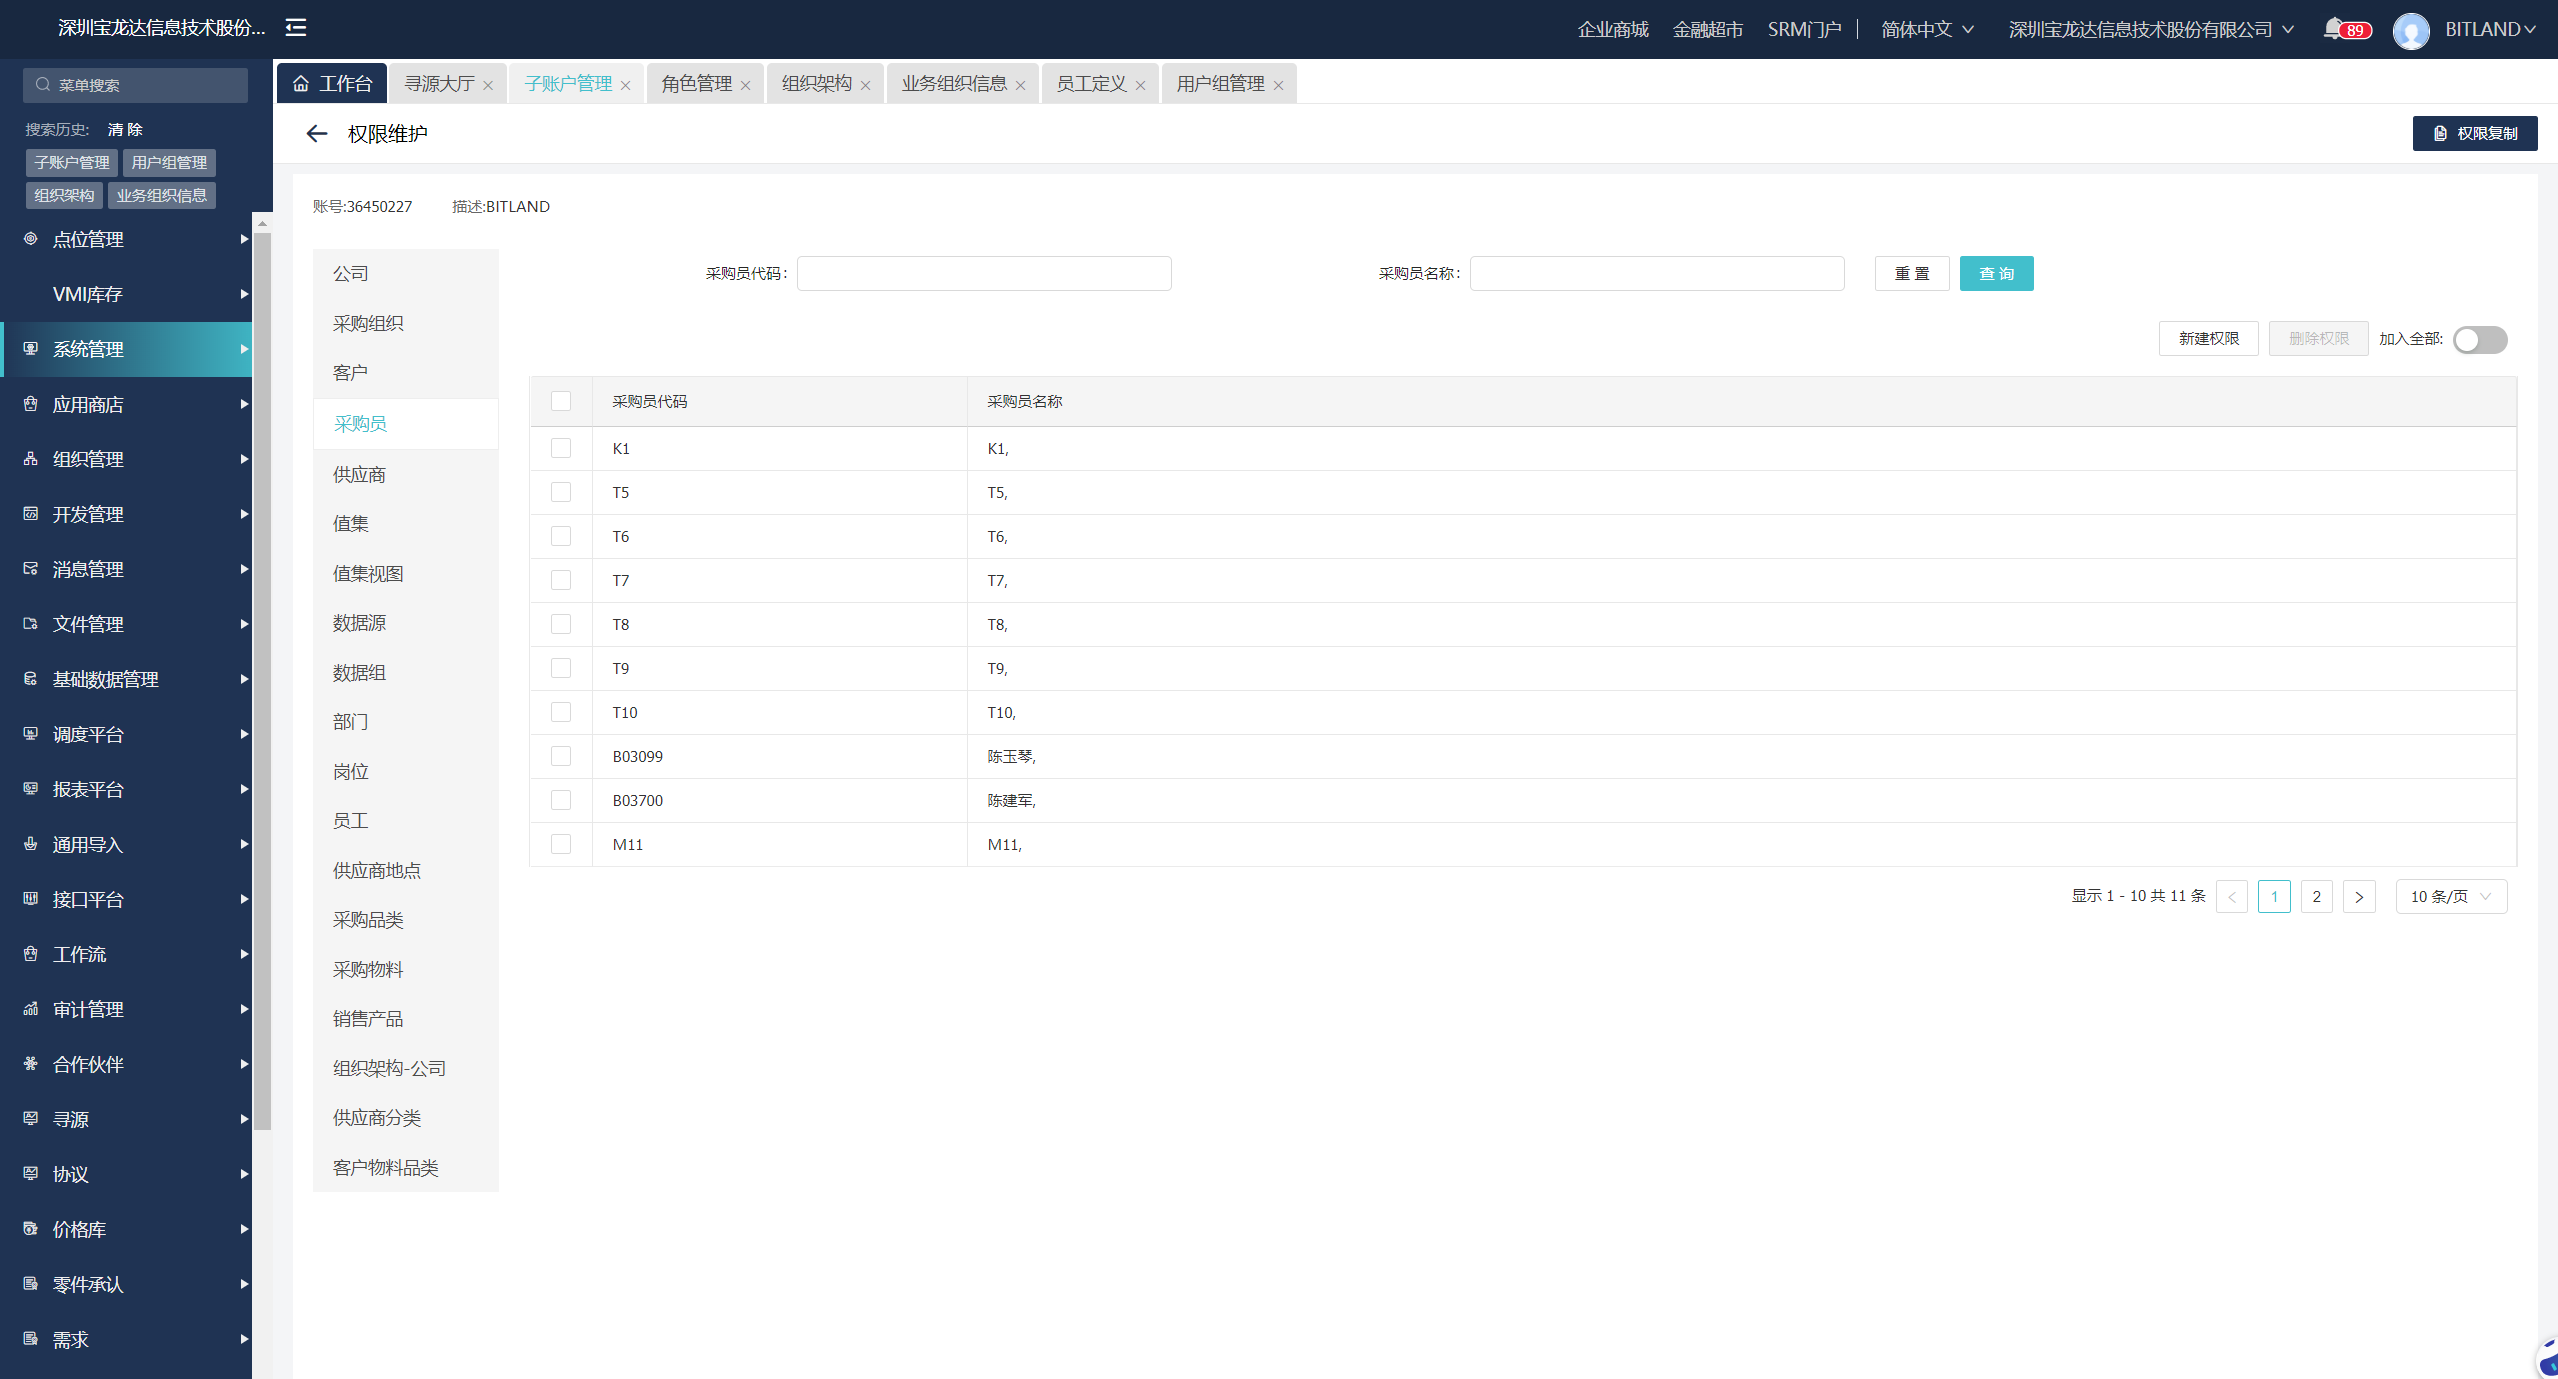 深圳宝龙达信息技术股份...
企业商城 金融超市 SRM门户 简体中文 深圳宝龙达信息技术股份有限公司 89 BITLAND
菜单搜索
搜索历史: 清 除
子账户管理 用户组管理
组织架构 业务组织信息
点位管理
VMI库存
系统管理
应用商店
组织管理
开发管理
消息管理
文件管理
基础数据管理
调度平台
报表平台
通用导入
接口平台
工作流
审计管理
合作伙伴
寻源
协议
价格库
零件承认
需求
工作台 寻源大厅 子账户管理 角色管理 组织架构 业务组织信息 员工定义 用户组管理
权限维护
权限复制
账号:36450227 描述:BITLAND
公司
采购组织
客户
采购员
供应商
值集
值集视图
数据源
数据组
部门
岗位
员工
供应商地点
采购品类
采购物料
销售产品
组织架构-公司
供应商分类
客户物料品类
采购员代码: 采购员名称: 重 置 查 询
新建权限 删除权限 加入全部:
采购员代码 采购员名称
K1 K1,
T5 T5,
T6 T6,
T7 T7,
T8 T8,
T9 T9,
T10 T10,
B03099 陈玉琴,
B03700 陈建军,
M11 M11,
显示 1 - 10 共 11 条 < 1 2 > 10 条/页